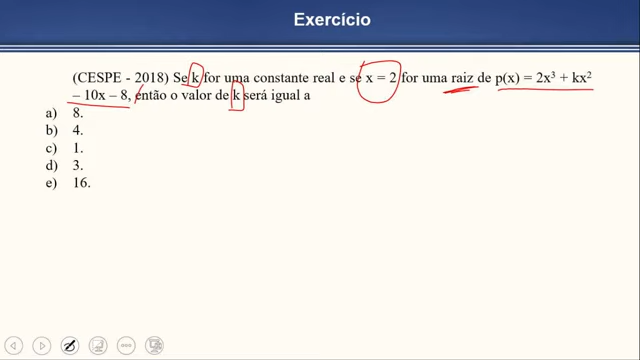 Exercício
(CESPE - 2018) Se k for uma constante real e se x = 2 for uma raiz de p(x) = 2x³ + kx²
– 10x – 8, então o valor de k será igual a
a) 8.
b) 4.
c) 1.
d) 3.
e) 16.